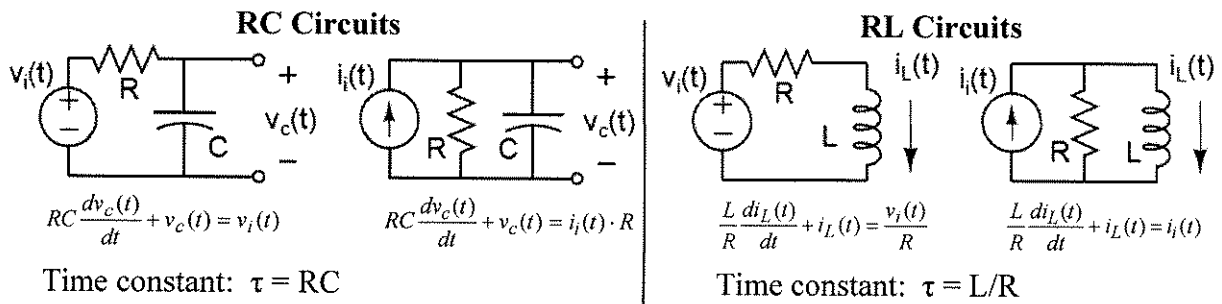 RC Circuits
v_i(t) R C + v_c(t) −
i_i(t) R C + v_c(t) −
RC dv_c(t)/dt + v_c(t) = v_i(t)
RC dv_c(t)/dt + v_c(t) = i_i(t) · R
Time constant: τ = RC
RL Circuits
v_i(t) + − R L i_L(t)
i_i(t) R L i_L(t)
L/R di_L(t)/dt + i_L(t) = v_i(t)/R
L/R di_L(t)/dt + i_L(t) = i_i(t)
Time constant: τ = L/R